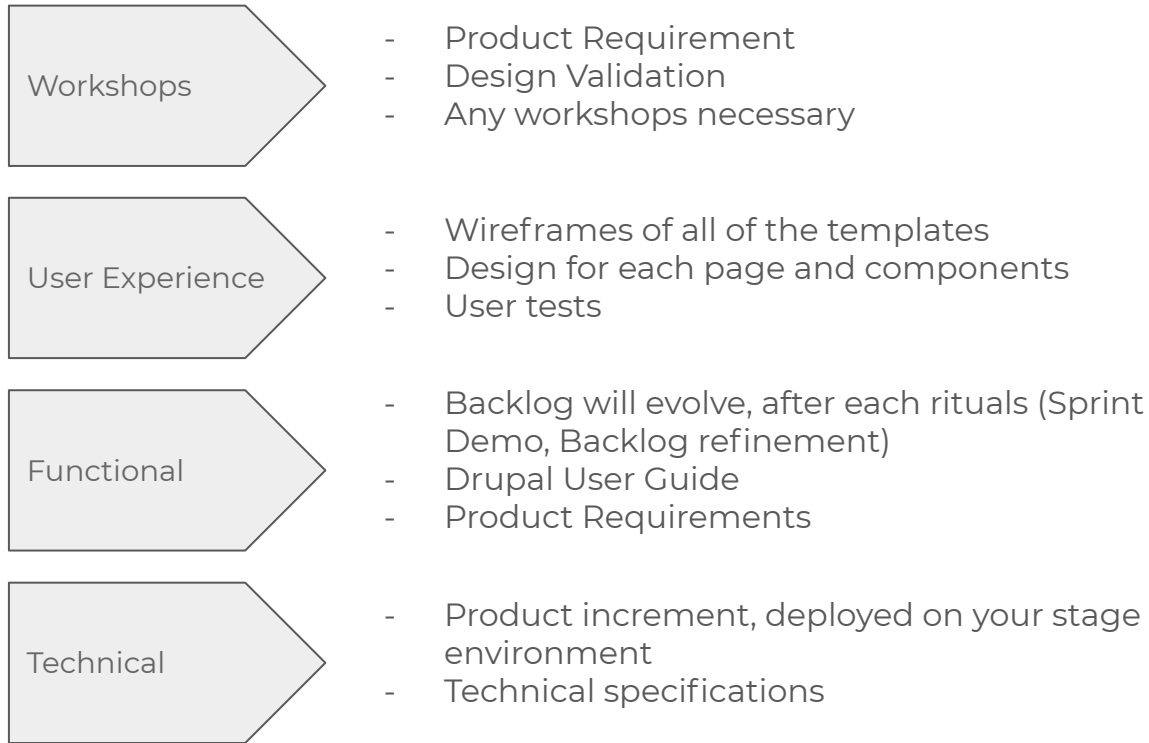 Workshops
- Product Requirement
- Design Validation
- Any workshops necessary
User Experience
- Wireframes of all of the templates
- Design for each page and components
- User tests
Functional
- Backlog will evolve, after each rituals (Sprint
Demo, Backlog refinement)
- Drupal User Guide
- Product Requirements
Technical
- Product increment, deployed on your stage
environment
- Technical specifications